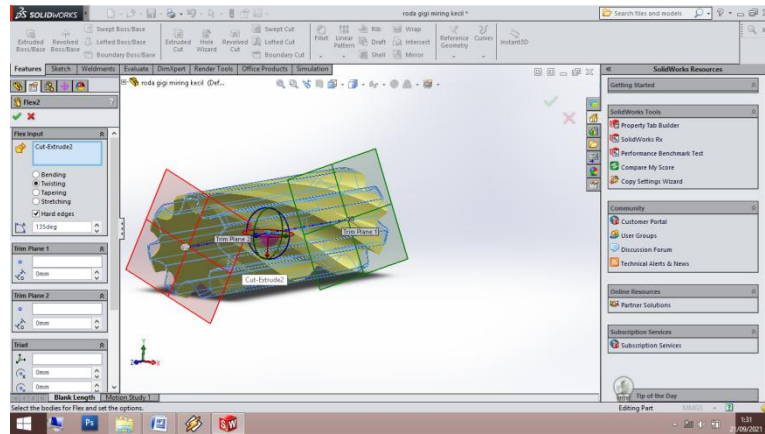 SOLIDWORKS
roda gigi miring kecil *
Search files and models
Extruded Boss/Base
Revolved Boss/Base
Swept Boss/Base
Lofted Boss/Base
Boundary Boss/Base
Extruded Cut
Hole Wizard
Revolved Cut
Swept Cut
Lofted Cut
Boundary Cut
Fillet
Linear Pattern
Rib
Draft
Shell
Wrap
Intersect
Mirror
Reference Geometry
Curves
Instant3D
Features Sketch Weldments Evaluate DimXpert Render Tools Office Products Simulation
SolidWorks Resources
roda gigi miring kecil (Def...
Flex2
Flex Input
Cut-Extrude2
Bending
Twisting
Tapering
Stretching
Hard edges
135deg
Trim Plane 1
0mm
Trim Plane 2
0mm
Triad
0mm
0mm
Trim Plane 2
Trim Plane 1
Cut-Extrude2
Getting Started
SolidWorks Tools
Property Tab Builder
SolidWorks Rx
Performance Benchmark Test
Compare My Score
Copy Settings Wizard
Community
Customer Portal
User Groups
Discussion Forum
Technical Alerts & News
Online Resources
Partner Solutions
Subscription Services
Subscription Services
Tip of the Day
Blank Length Motion Study 1
Select the bodies for Flex and set the options.
Editing Part MMGS
1:31
21/09/2021